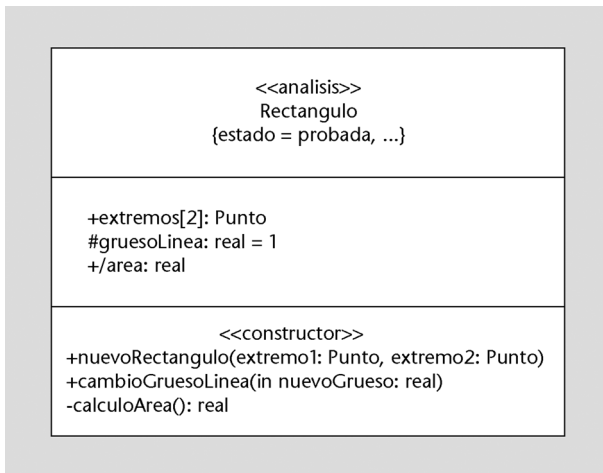 <<analisis>>
Rectangulo
{estado = probada, ...}
+extremos[2]: Punto
#gruesoLinea: real = 1
+/area: real
<<constructor>>
+nuevoRectangulo(extremo1: Punto, extremo2: Punto)
+cambioGruesoLinea(in nuevoGrueso: real)
-calculoArea(): real